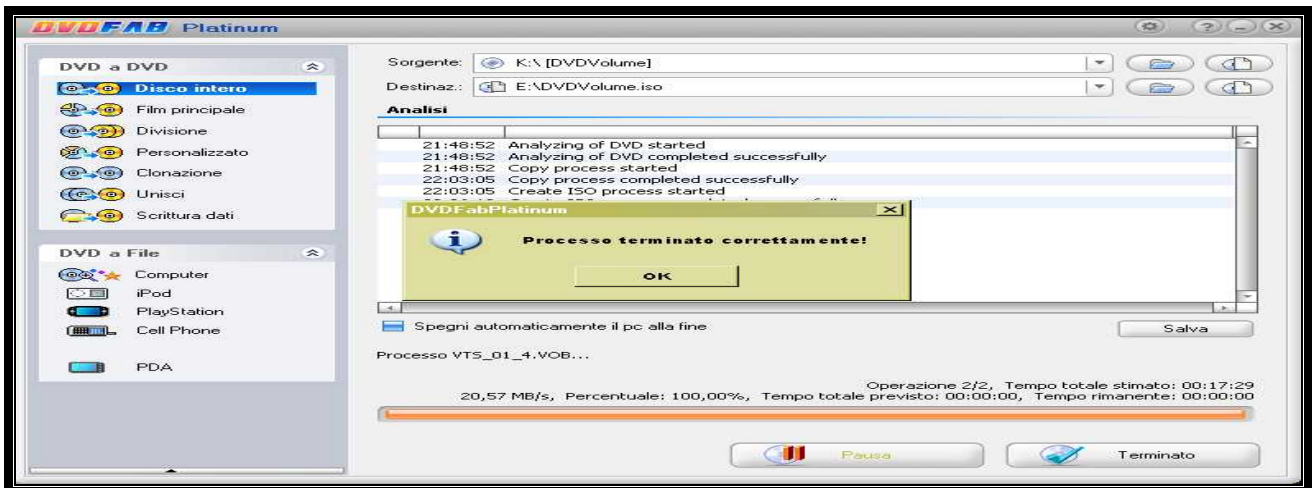 DVDFAB Platinum
DVD a DVD
Disco intero
Film principale
Divisione
Personalizzato
Clonazione
Unisci
Scrittura dati
DVD a File
Computer
iPod
PlayStation
Cell Phone
PDA
Sorgente: K:\ [DVDVolume]
Destinaz.: E:\DVDVolume.iso
Analisi
21:48:52 Analyzing of DVD started
21:48:52 Analyzing of DVD completed successfully
21:48:52 Copy process started
22:03:05 Copy process completed successfully
22:03:05 Create ISO process started
DVDFabPlatinum
Processo terminato correttamente!
OK
Spegni automaticamente il pc alla fine
Salva
Processo VTS_01_4.VOB...
Operazione 2/2, Tempo totale stimato: 00:17:29
20,57 MB/s, Percentuale: 100,00%, Tempo totale previsto: 00:00:00, Tempo rimanente: 00:00:00
Pausa
Terminato